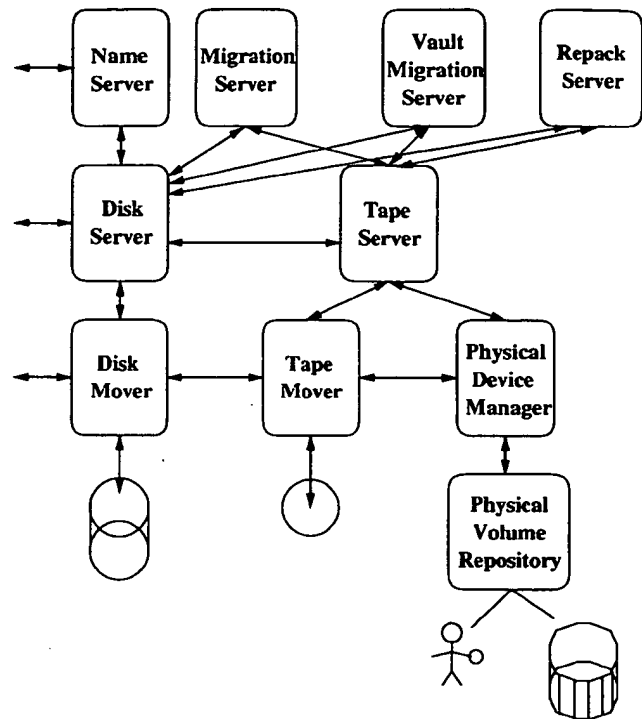 Name
Server
Migration
Server
Vault
Migration
Server
Repack
Server
Disk
Server
Tape
Server
Disk
Mover
Tape
Mover
Physical
Device
Manager
Physical
Volume
Repository